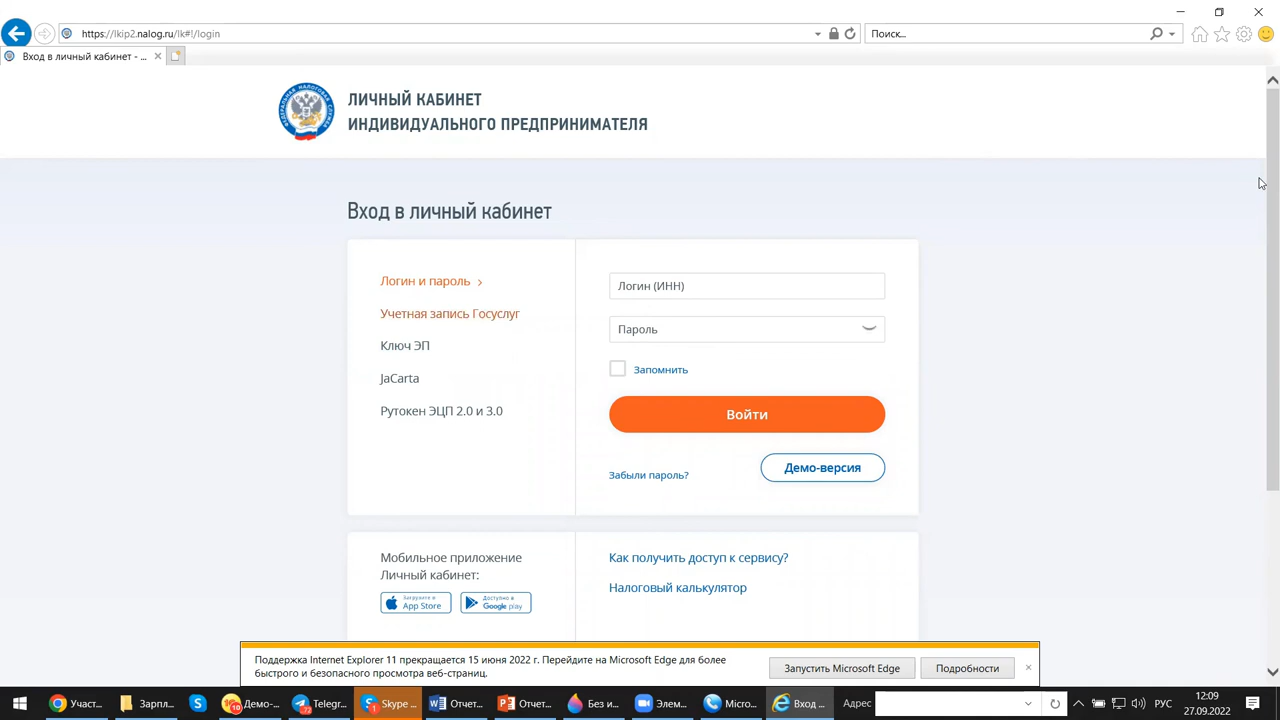 https://lkip2.nalog.ru/lk#!/login
Поиск...
Вход в личный кабинет - ...
ЛИЧНЫЙ КАБИНЕТ
ИНДИВИДУАЛЬНОГО ПРЕДПРИНИМАТЕЛЯ
Вход в личный кабинет
Логин и пароль
Учетная запись Госуслуг
Ключ ЭП
JaCarta
Рутокен ЭЦП 2.0 и 3.0
Логин (ИНН)
Пароль
Запомнить
Войти
Забыли пароль?
Демо-версия
Мобильное приложение
Личный кабинет:
Загрузите в
App Store
Доступно в
Google play
Как получить доступ к сервису?
Налоговый калькулятор
Поддержка Internet Explorer 11 прекращается 15 июня 2022 г. Перейдите на Microsoft Edge для более
быстрого и безопасного просмотра веб-страниц.
Запустить Microsoft Edge
Подробности
Участ...
Зарпл...
Демо-...
Telegr...
Skype ...
Отчет...
Отчет...
Без и...
Элем...
Micro...
Вход ...
Адрес
РУС
12:09
27.09.2022